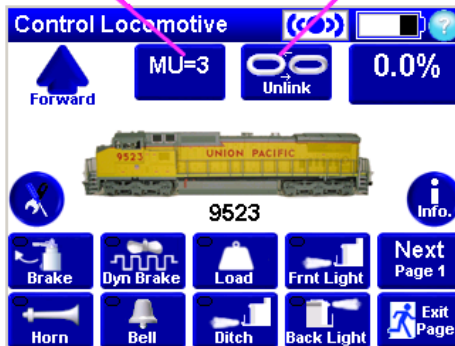 Control Locomotive
?
MU=3
Unlink
0.0%
Forward
9523
UNION PACIFIC
9523
i
Info.
Brake
Dyn Brake
Load
Frnt Light
Next
Page 1
Horn
Bell
Ditch
Back Light
Exit
Page